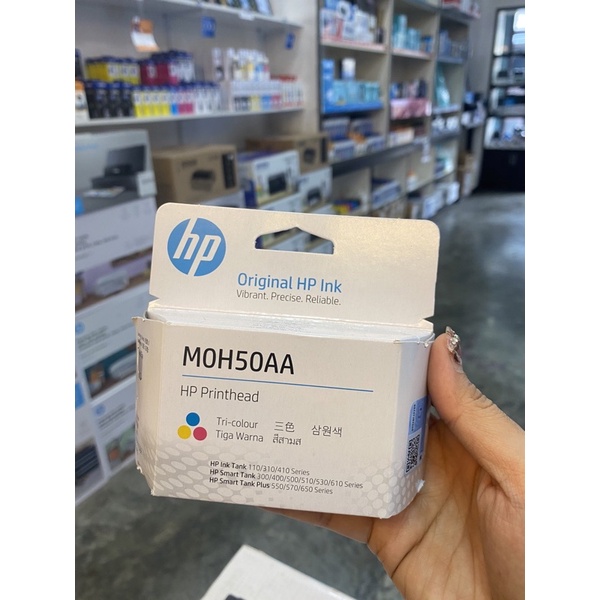 hp
Original HP Ink
Vibrant. Precise. Reliable.
M0H50AA
HP Printhead
Tri-colour 三色 삼원색
Tiga Warna สีสามส
HP Ink Tank 110/310/410 Series
HP Smart Tank 300/400/500/510/530/610 Series
HP Smart Tank Plus 550/570/650 Series